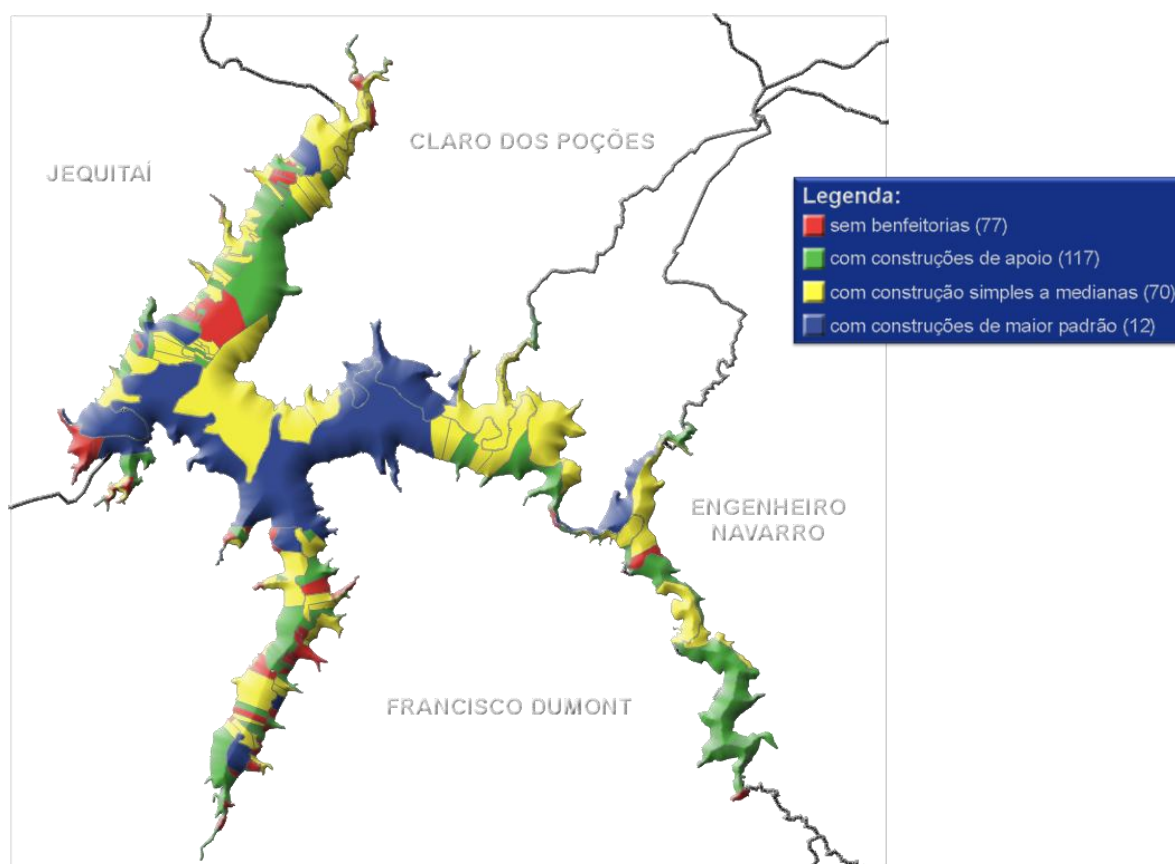 CLARO DOS POÇÕES
JEQUITAÍ
Legenda:
sem benfeitorias (77)
com construções de apoio (117)
com construção simples a medianas (70)
com construções de maior padrão (12)
ENGENHEIRO
NAVARRO
FRANCISCO DUMONT